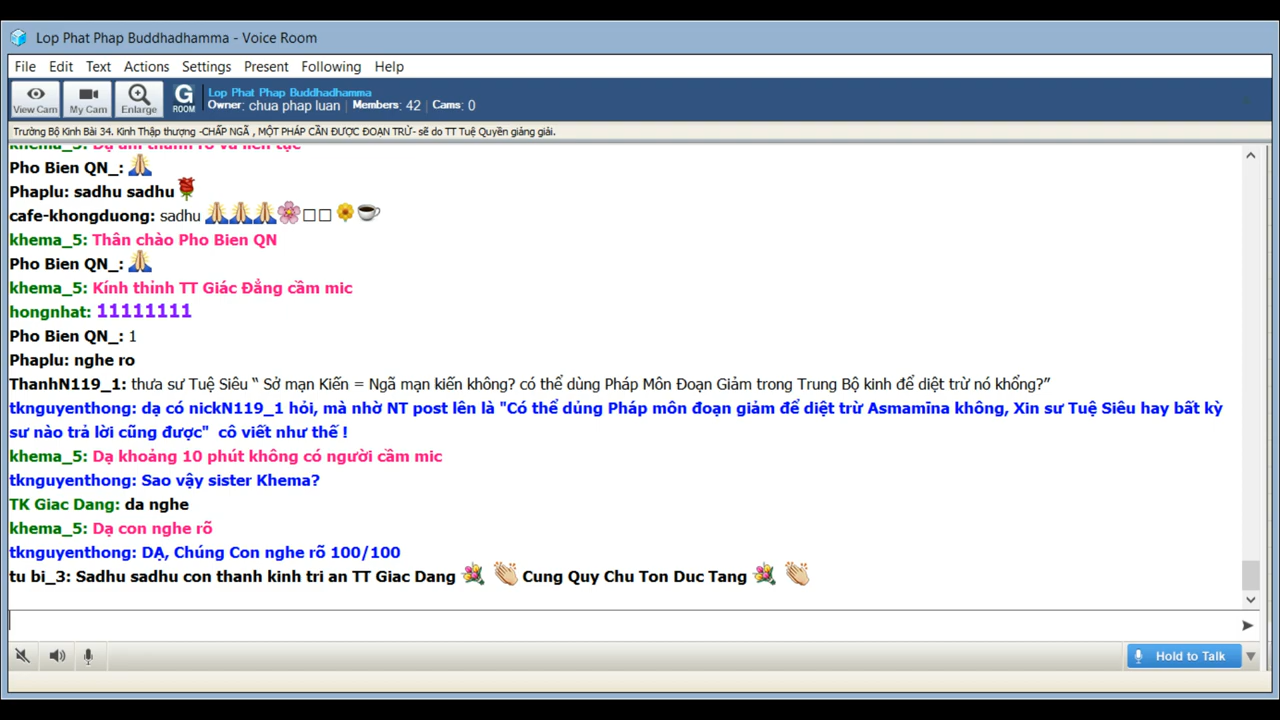 Lop Phat Phap Buddhadhamma - Voice Room
File Edit Text Actions Settings Present Following Help
View Cam My Cam Enlarge G ROOM Lop Phat Phap Buddhadhamma
Owner: chua phap luan | Members: 42 | Cams: 0
Trường Bộ Kinh Bài 34. Kinh Thập thượng -CHẤP NGÃ , MỘT PHÁP CẦN ĐƯỢC ĐOẠN TRỪ- sẽ do TT Tuệ Quyền giảng giải.
khema_5: Dạ âm thanh rõ và liên tục
Pho Bien QN_: 🙏
Phaplu: sadhu sadhu 🌹
cafe-khongduong: sadhu 🙏🙏🙏🌸□□🌼☕
khema_5: Thân chào Pho Bien QN
Pho Bien QN_: 🙏
khema_5: Kính thỉnh TT Giác Đẳng cầm mic
hongnhat: 11111111
Pho Bien QN_: 1
Phaplu: nghe ro
ThanhN119_1: thưa sư Tuệ Siêu “ Sở mạn Kiến = Ngã mạn kiến không? có thể dùng Pháp Môn Đoạn Giảm trong Trung Bộ kinh để diệt trừ nó khổng?”
tknguyenthong: dạ có nickN119_1 hỏi, mà nhờ NT post lên là "Có thể dủng Pháp môn đoạn giảm để diệt trừ Asmamīna không, Xin sư Tuệ Siêu hay bất kỳ
sư nào trả lời cũng được" cô viết như thế !
khema_5: Dạ khoảng 10 phút không có người cầm mic
tknguyenthong: Sao vậy sister Khema?
TK Giac Dang: da nghe
khema_5: Dạ con nghe rõ
tknguyenthong: DẠ, Chúng Con nghe rõ 100/100
tu bi_3: Sadhu sadhu con thanh kinh tri an TT Giac Dang 💐 👏 Cung Quy Chu Ton Duc Tang 💐 👏
Hold to Talk